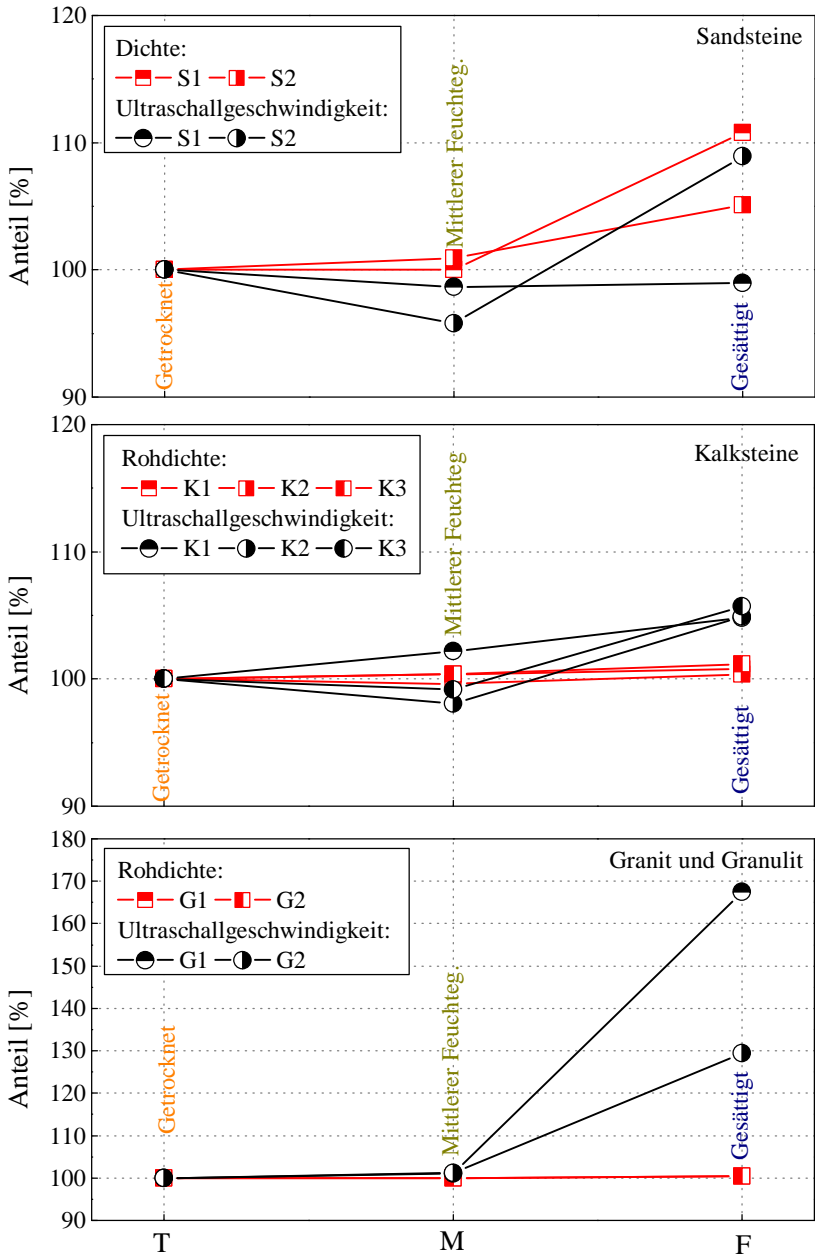 120
Dichte:
S1 S2
Ultraschallgeschwindigkeit:
S1 S2
Sandsteine
Mittlerer Feuchteg.
110
Anteil [%]
100
Getrocknet
Gesättigt
90
120
Rohdichte:
K1 K2 K3
Ultraschallgeschwindigkeit:
K1 K2 K3
Kalksteine
Mittlerer Feuchteg.
110
Anteil [%]
100
Getrocknet
Gesättigt
90
180
Rohdichte:
G1 G2
Ultraschallgeschwindigkeit:
G1 G2
Granit und Granulit
170
160
150
140
Anteil [%]
130
Getrocknet
Mittlerer Feuchteg.
Gesättigt
120
110
100
90
T M F